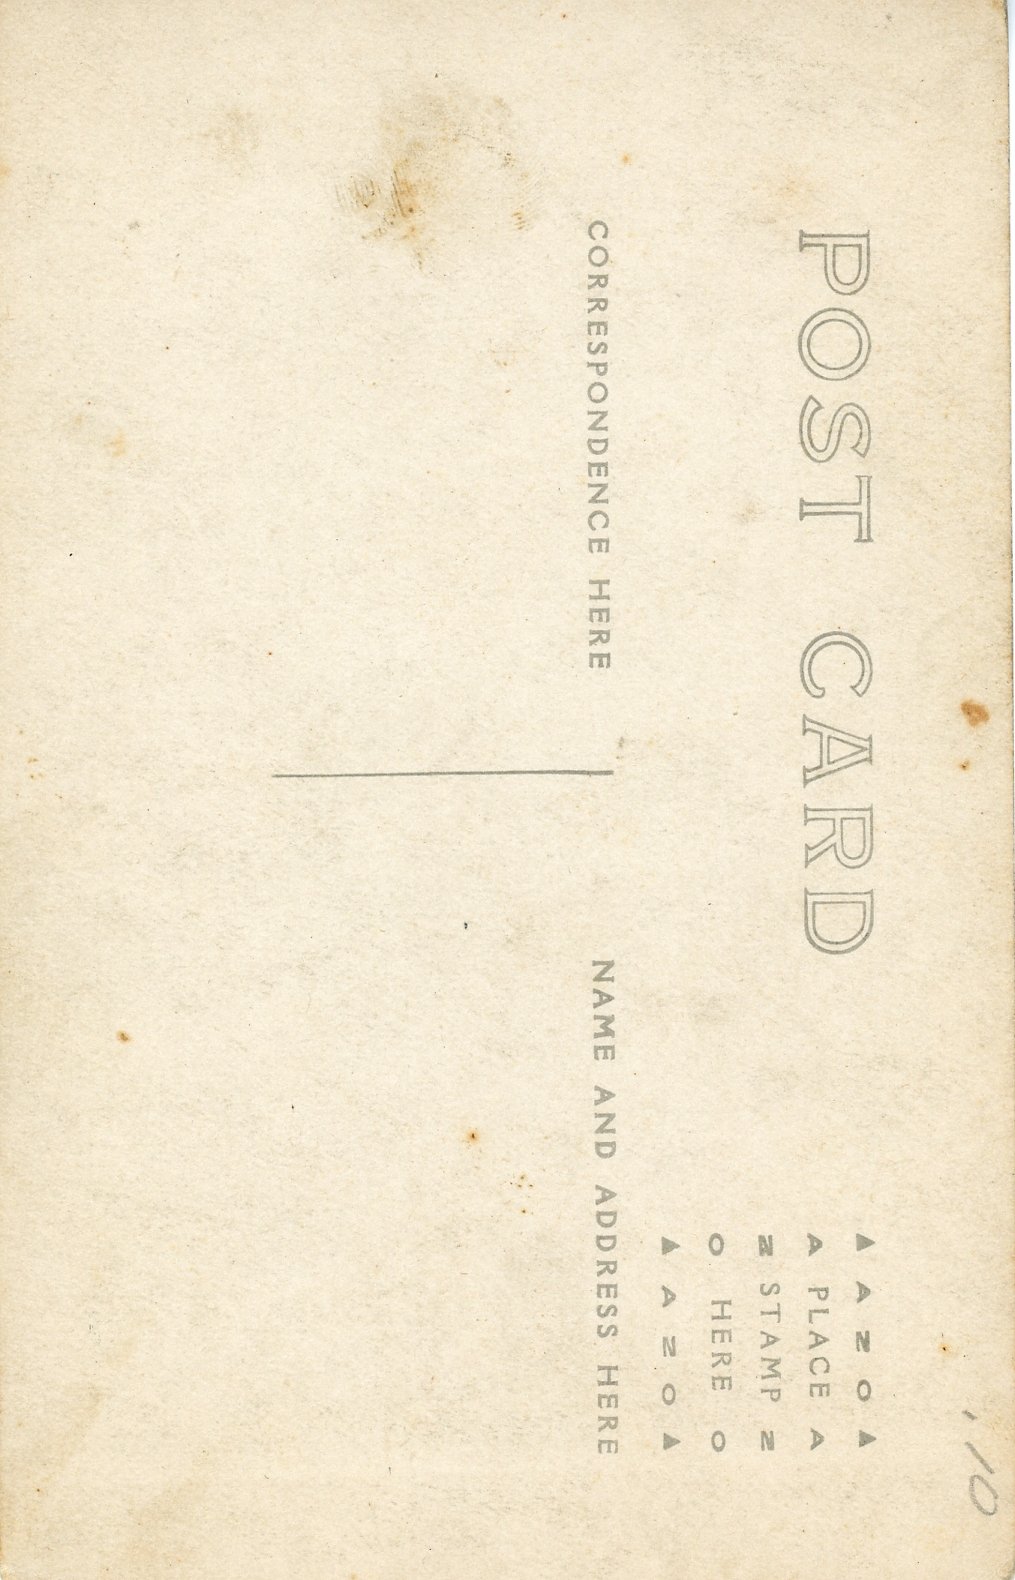 .10
POST CARD
▲ A Z O ▲
A PLACE A
Z STAMP Z
O HERE O
▲ A Z O ▲
CORRESPONDENCE HERE
NAME AND ADDRESS HERE